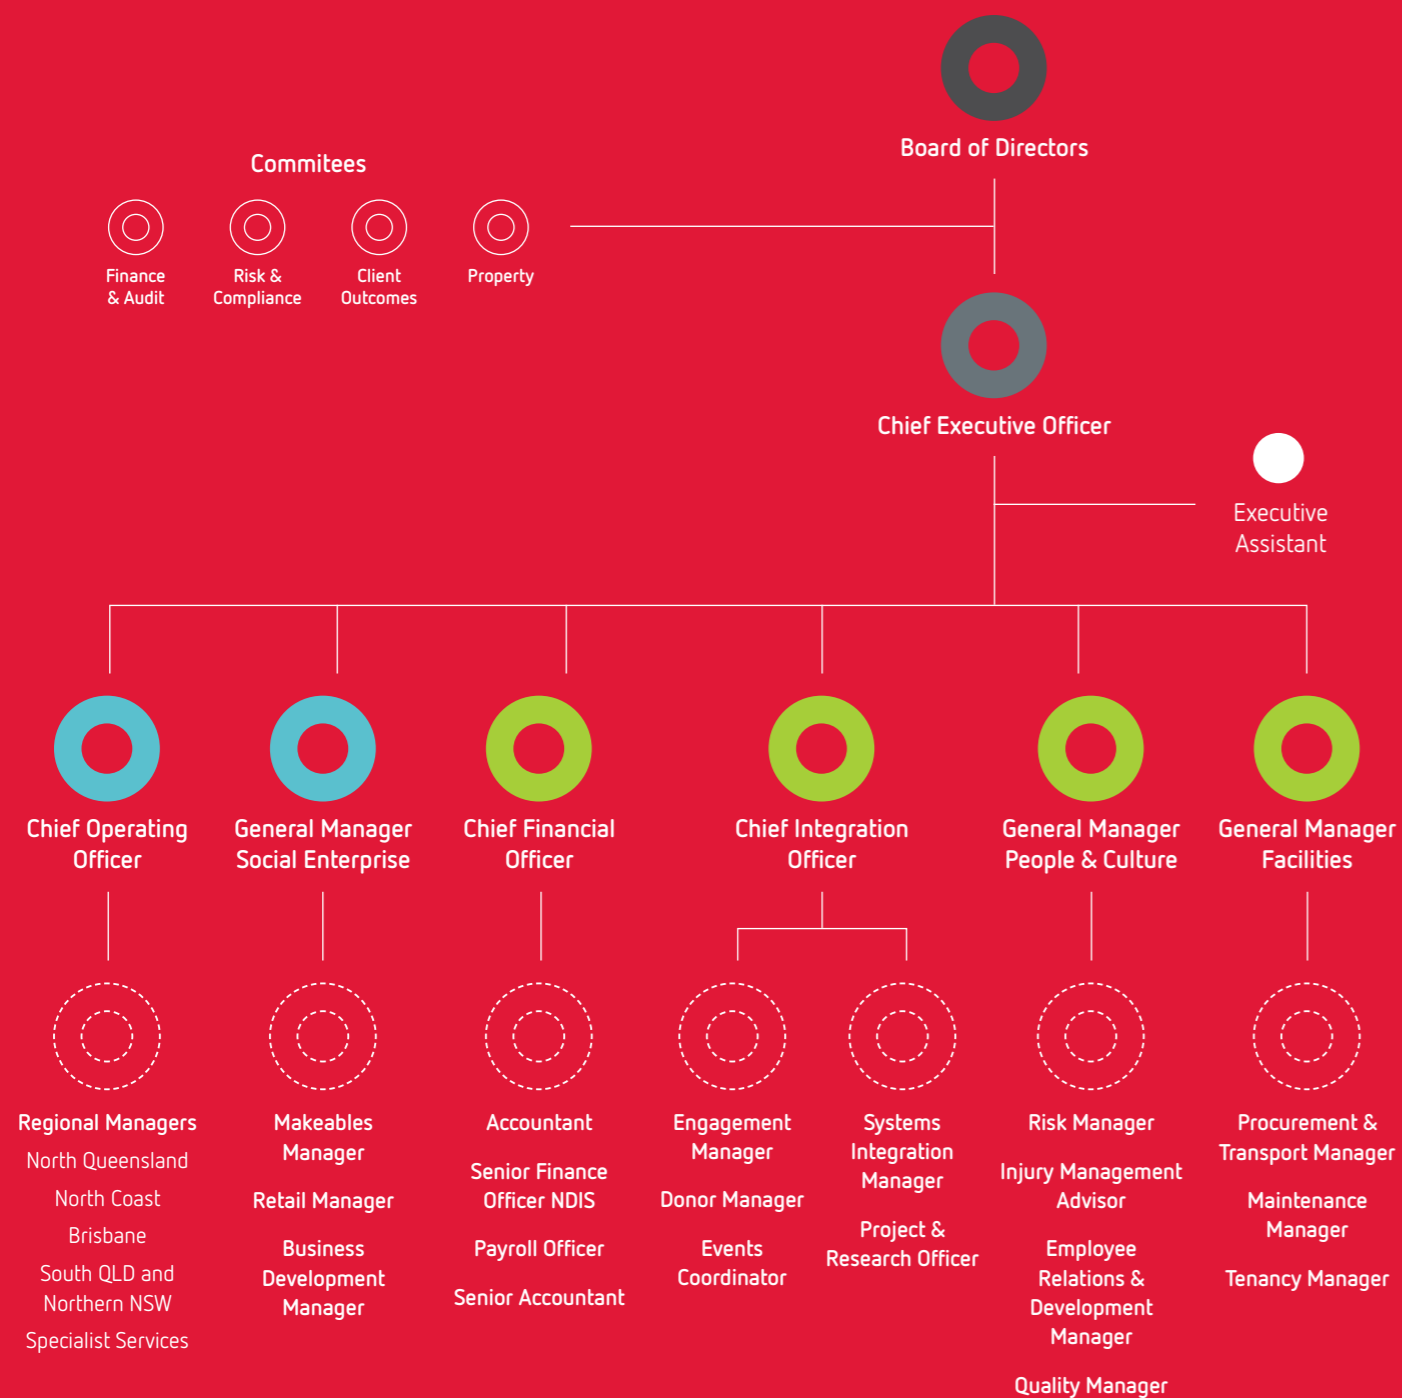 Board of Directors
Commitees
Finance
& Audit
Risk &
Compliance
Client
Outcomes
Property
Chief Executive Officer
Executive
Assistant
Chief Operating
Officer
General Manager
Social Enterprise
Chief Financial
Officer
Chief Integration
Officer
General Manager
People & Culture
General Manager
Facilities
Regional Managers
North Queensland
North Coast
Brisbane
South QLD and
Northern NSW
Specialist Services
Makeables
Manager
Retail Manager
Business
Development
Manager
Accountant
Senior Finance
Officer NDIS
Payroll Officer
Senior Accountant
Engagement
Manager
Donor Manager
Events
Coordinator
Systems
Integration
Manager
Project &
Research Officer
Risk Manager
Injury Management
Advisor
Employee
Relations &
Development
Manager
Quality Manager
Procurement &
Transport Manager
Maintenance
Manager
Tenancy Manager